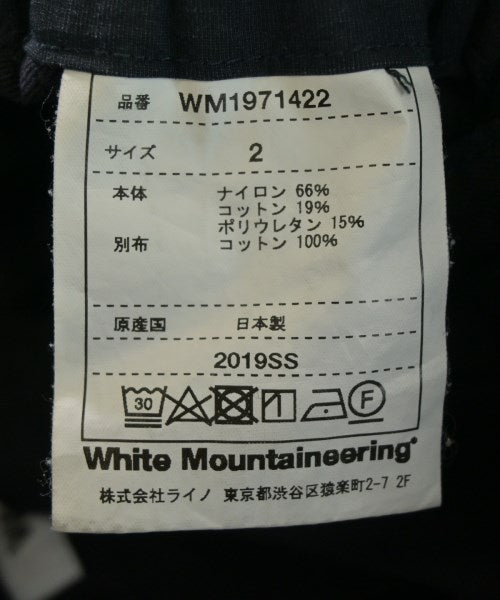 品番 WM1971422
サイズ 2
本体 ナイロン 66%
コットン 19%
ポリウレタン 15%
別布 コットン 100%
原産国 日本製
2019SS
30 F
White Mountaineering®
株式会社ライノ 東京都渋谷区猿楽町2-7 2F